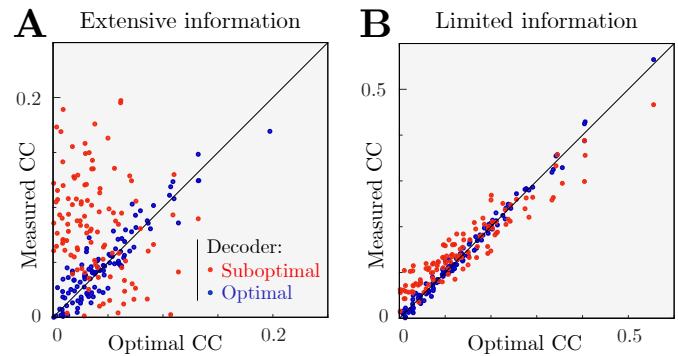 A Extensive information
0.2
Measured CC
0
0 0.2
Optimal CC
Decoder:
Suboptimal
Optimal
B Limited information
0.5
Measured CC
0
0 0.5
Optimal CC